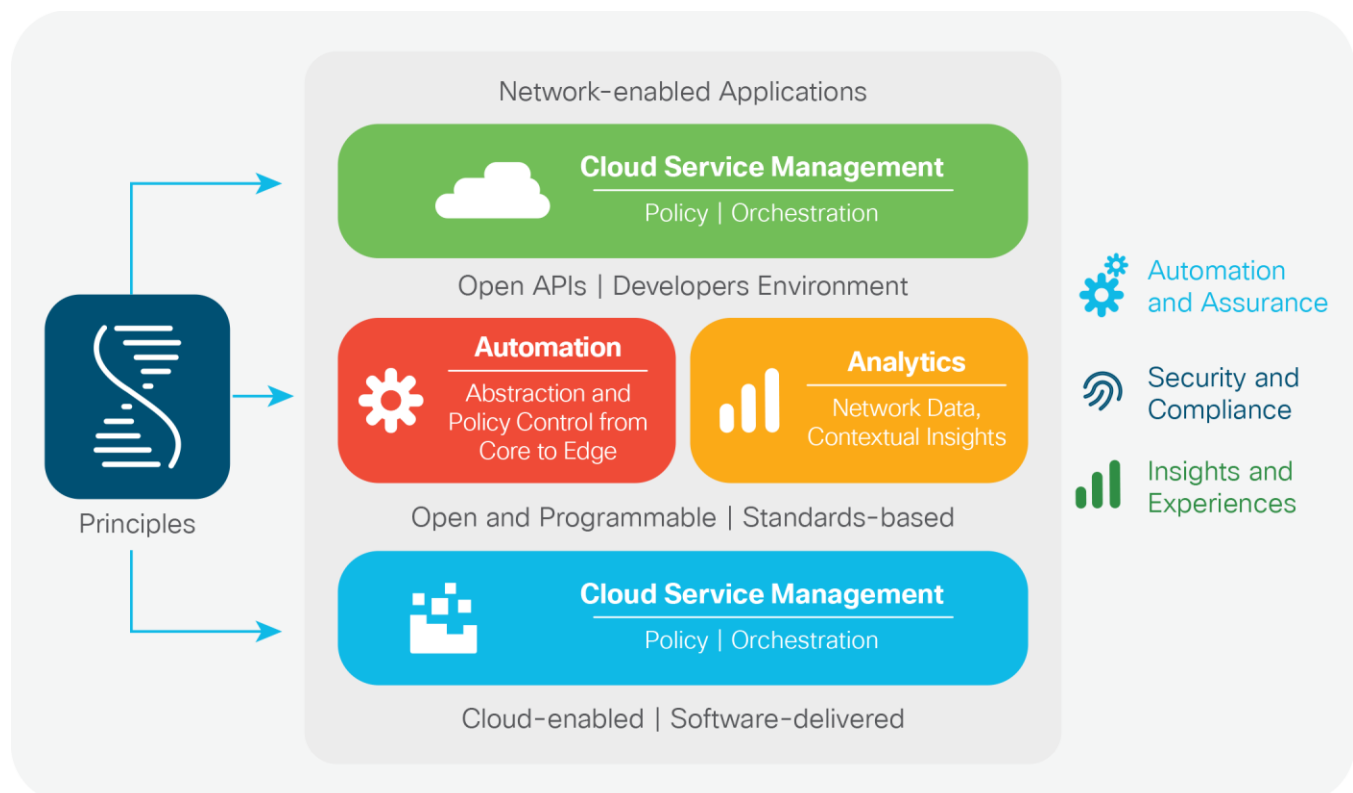 Network-enabled Applications
Cloud Service Management
Policy | Orchestration
Open APIs | Developers Environment
Automation
Abstraction and
Policy Control from
Core to Edge
Analytics
Network Data,
Contextual Insights
Open and Programmable | Standards-based
Cloud Service Management
Policy | Orchestration
Cloud-enabled | Software-delivered
Principles
Automation
and Assurance
Security and
Compliance
Insights and
Experiences